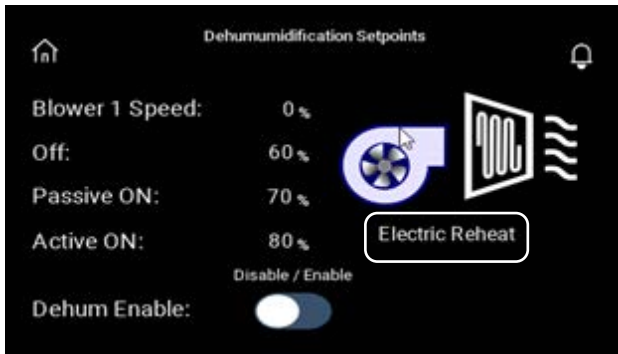 Dehumumidification Setpoints
Blower 1 Speed: 0 %
Off: 60 %
Passive ON: 70 %
Active ON: 80 %
Electric Reheat
Disable / Enable
Dehum Enable: